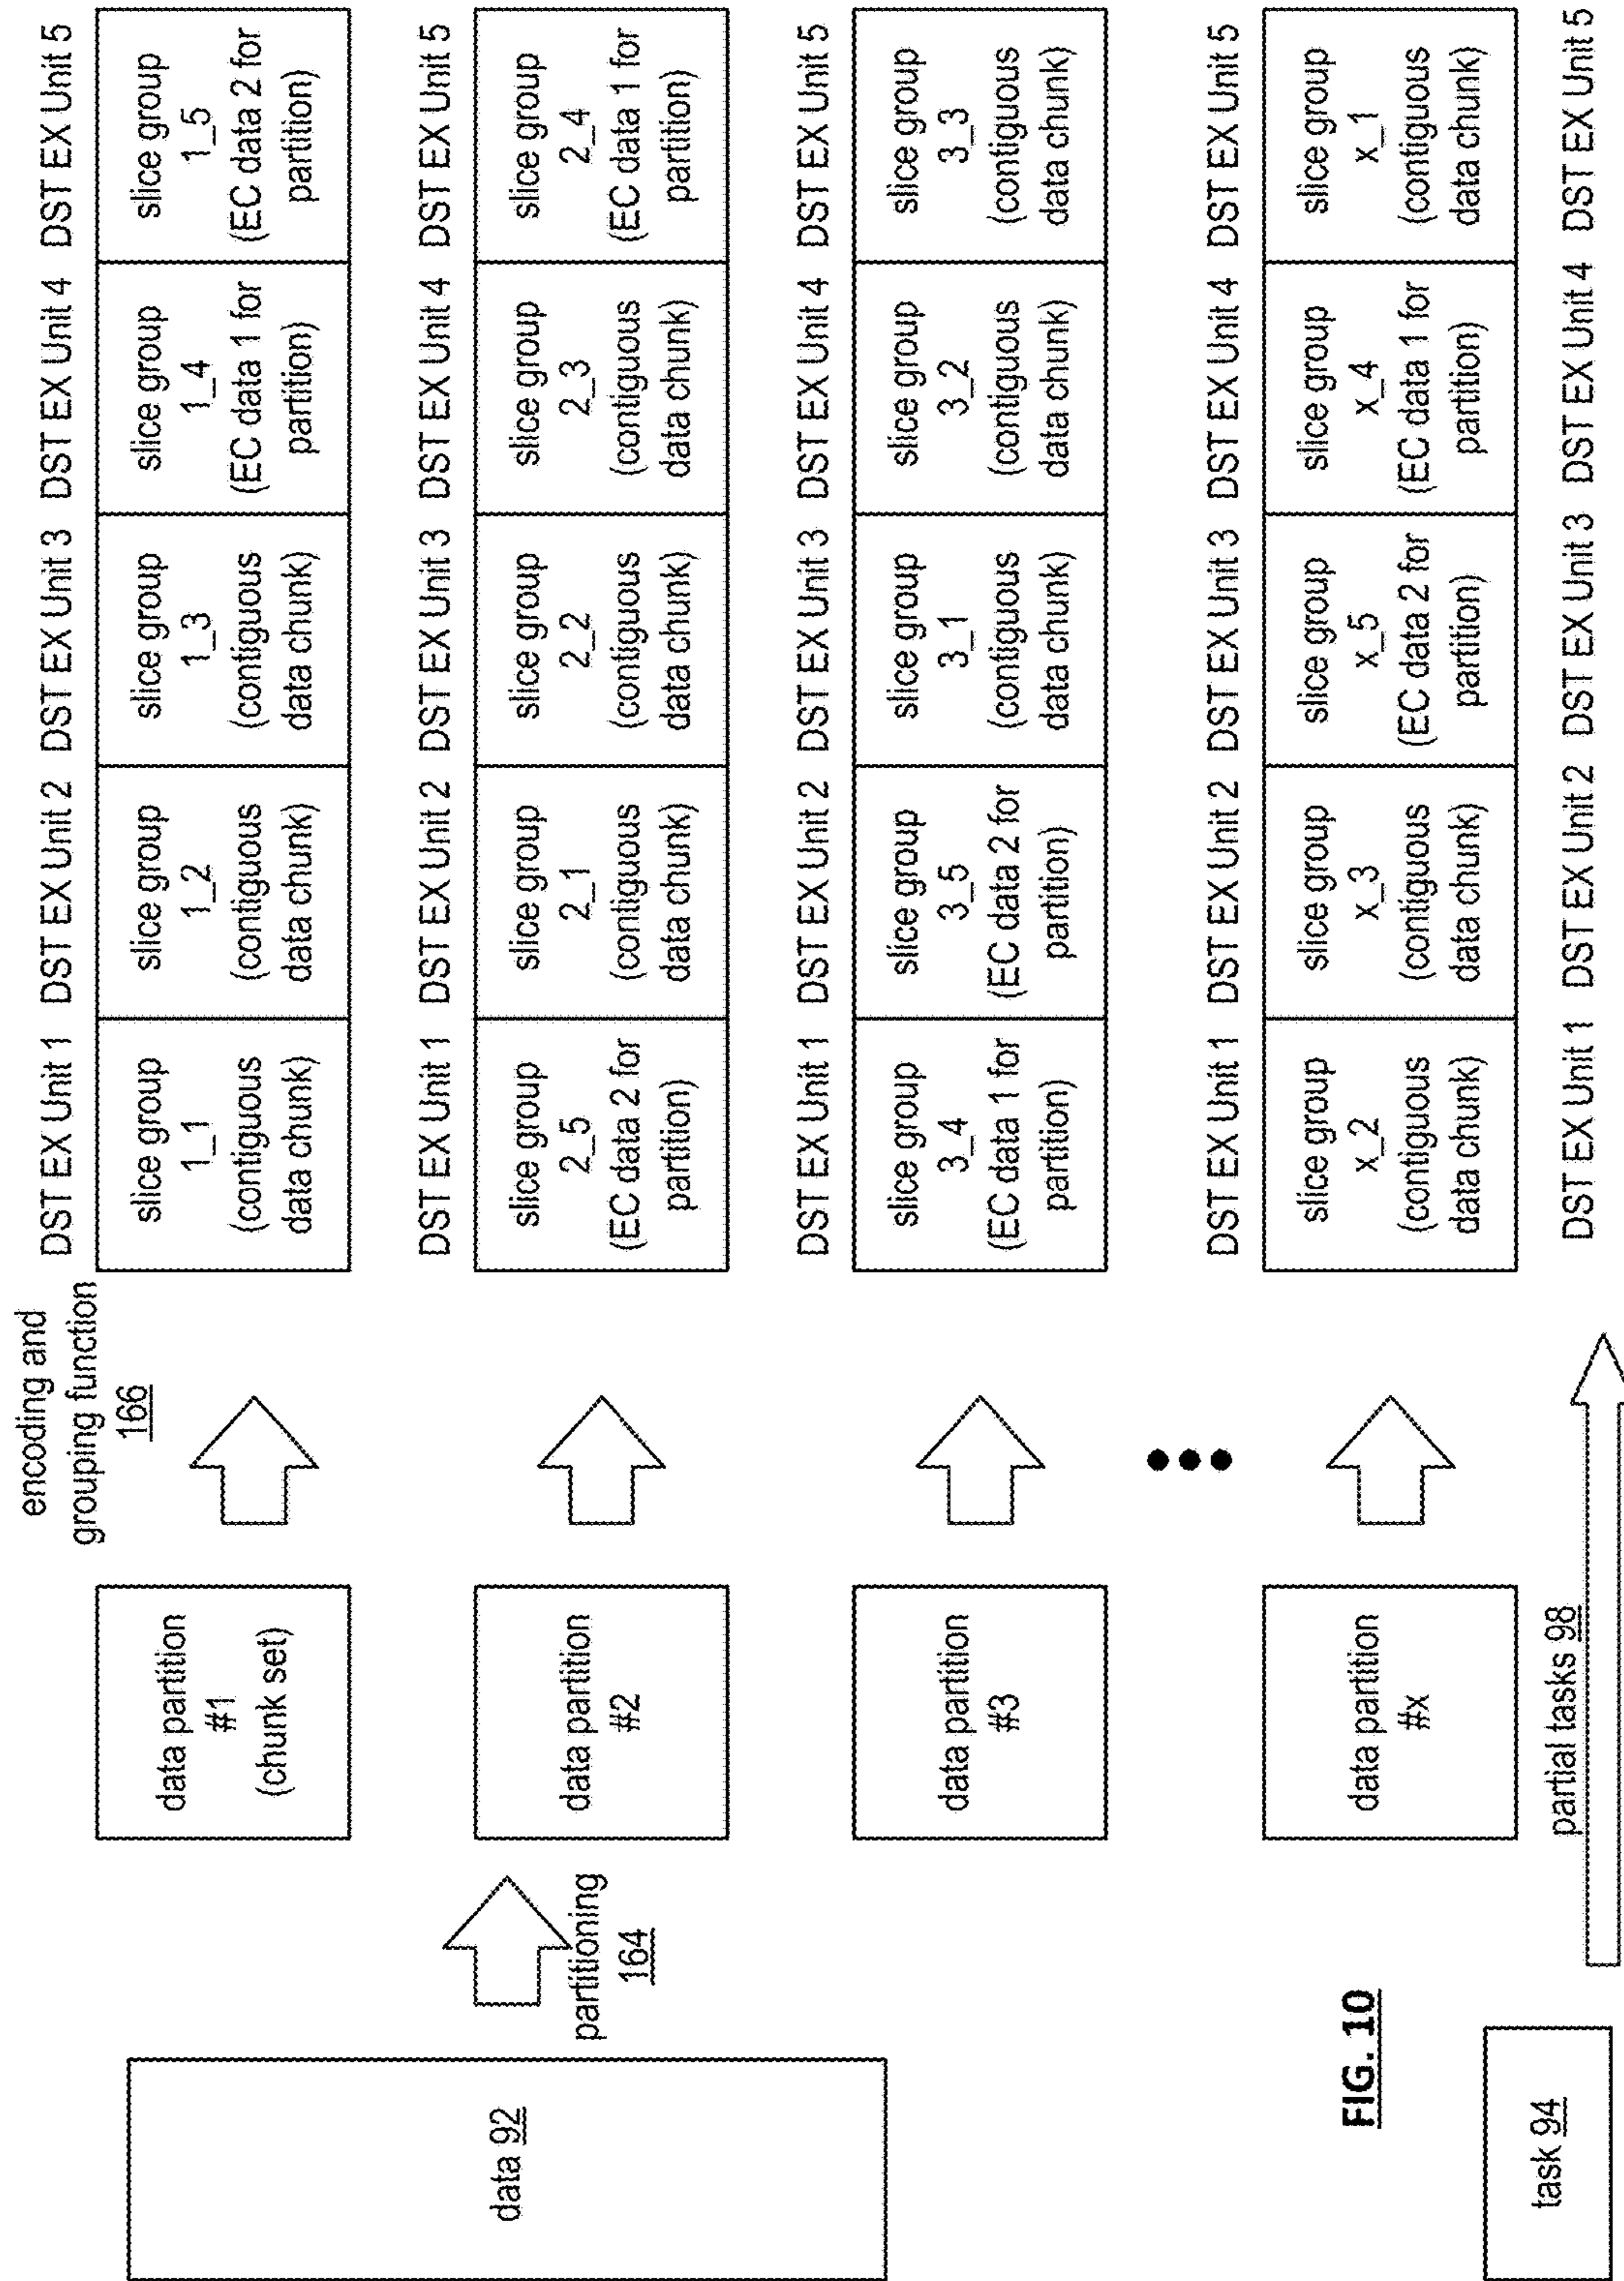 data 92
partitioning
164
data partition
#1
(chunk set)
data partition
#2
data partition
#3
data partition
#x
encoding and
grouping function
166
DST EX Unit 1 DST EX Unit 2 DST EX Unit 3 DST EX Unit 4 DST EX Unit 5
slice group
1_1
(contiguous
data chunk)
slice group
1_2
(contiguous
data chunk)
slice group
1_3
(contiguous
data chunk)
slice group
1_4
(EC data 1 for
partition)
slice group
1_5
(EC data 2 for
partition)
DST EX Unit 1 DST EX Unit 2 DST EX Unit 3 DST EX Unit 4 DST EX Unit 5
slice group
2_5
(EC data 2 for
partition)
slice group
2_1
(contiguous
data chunk)
slice group
2_2
(contiguous
data chunk)
slice group
2_3
(contiguous
data chunk)
slice group
2_4
(EC data 1 for
partition)
DST EX Unit 1 DST EX Unit 2 DST EX Unit 3 DST EX Unit 4 DST EX Unit 5
slice group
3_4
(EC data 1 for
partition)
slice group
3_5
(EC data 2 for
partition)
slice group
3_1
(contiguous
data chunk)
slice group
3_2
(contiguous
data chunk)
slice group
3_3
(contiguous
data chunk)
DST EX Unit 1 DST EX Unit 2 DST EX Unit 3 DST EX Unit 4 DST EX Unit 5
slice group
x_2
(contiguous
data chunk)
slice group
x_3
(contiguous
data chunk)
slice group
x_5
(EC data 2 for
partition)
slice group
x_4
(EC data 1 for
partition)
slice group
x_1
(contiguous
data chunk)
FIG. 10
task 94
partial tasks 98
DST EX Unit 1 DST EX Unit 2 DST EX Unit 3 DST EX Unit 4 DST EX Unit 5